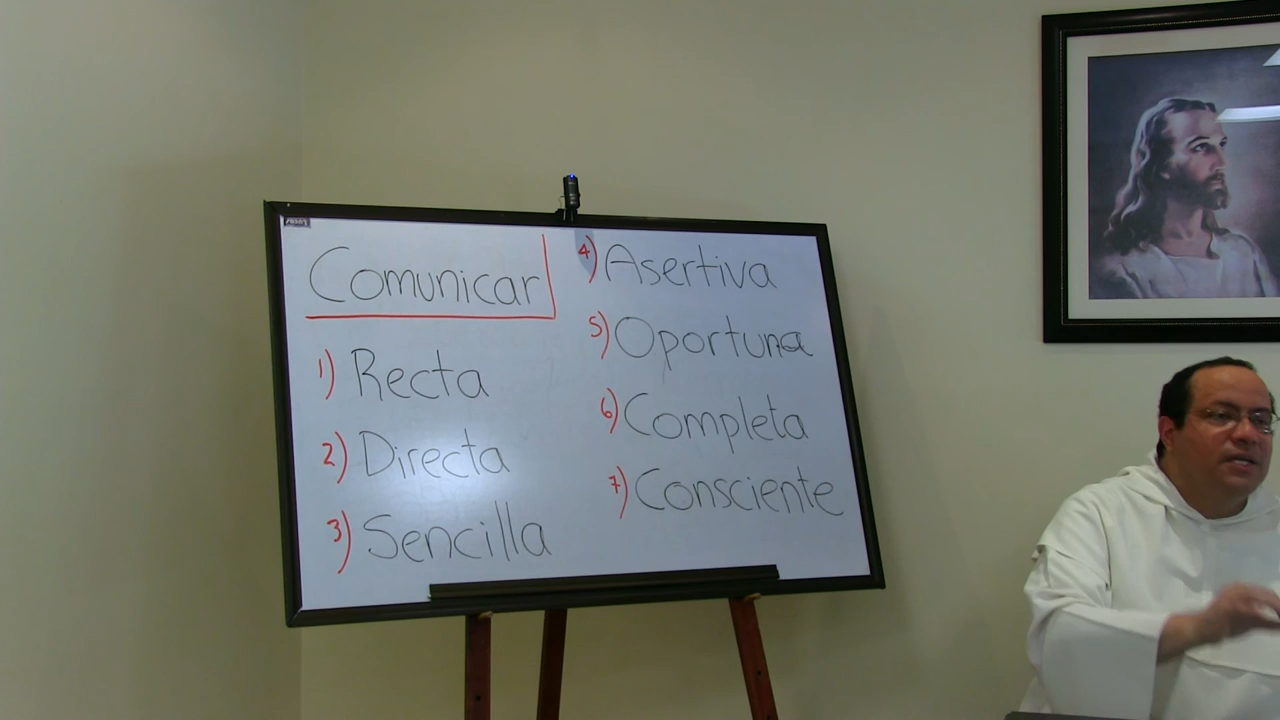 Comunicar
1) Recta
2) Directa
3) Sencilla
4) Asertiva
5) Oportuna
6) Completa
7) Consciente